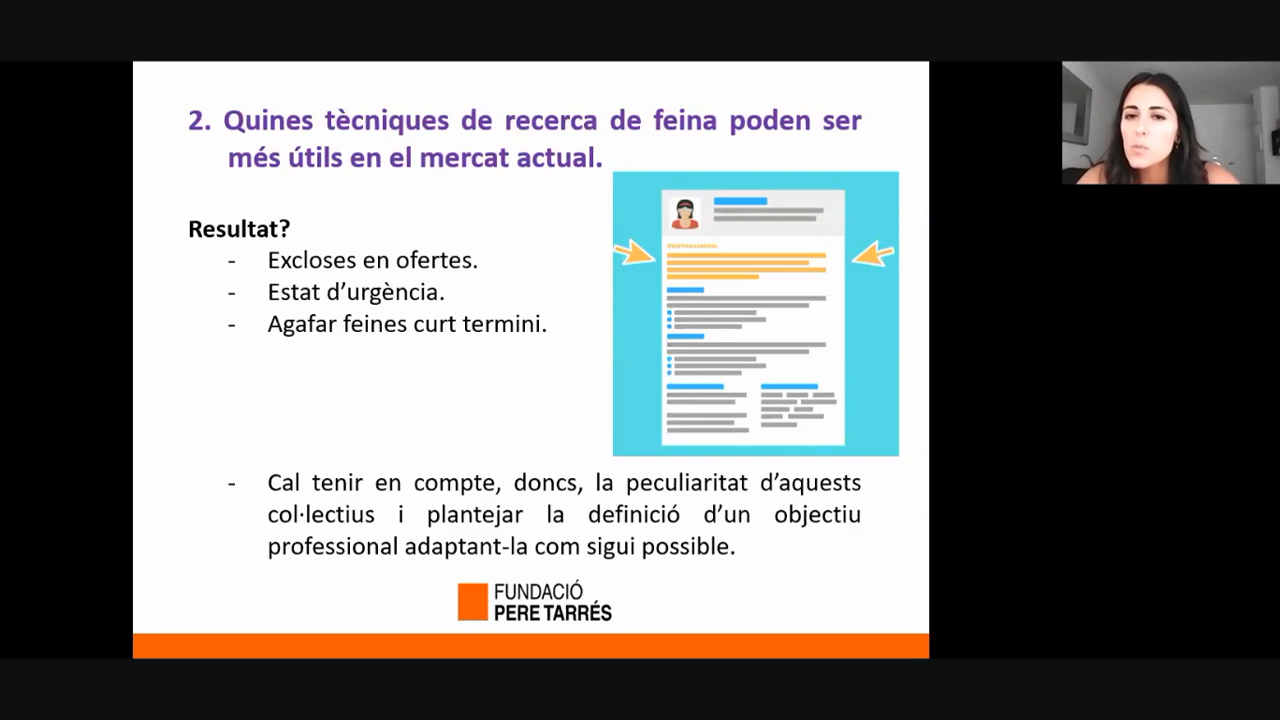 2. Quines tècniques de recerca de feina poden ser
més útils en el mercat actual.
Resultat?
- Excloses en ofertes.
- Estat d’urgència.
- Agafar feines curt termini.
- Cal tenir en compte, doncs, la peculiaritat d’aquests
col·lectius i plantejar la definició d’un objectiu
professional adaptant-la com sigui possible.
FUNDACIÓ
PERE TARRÉS